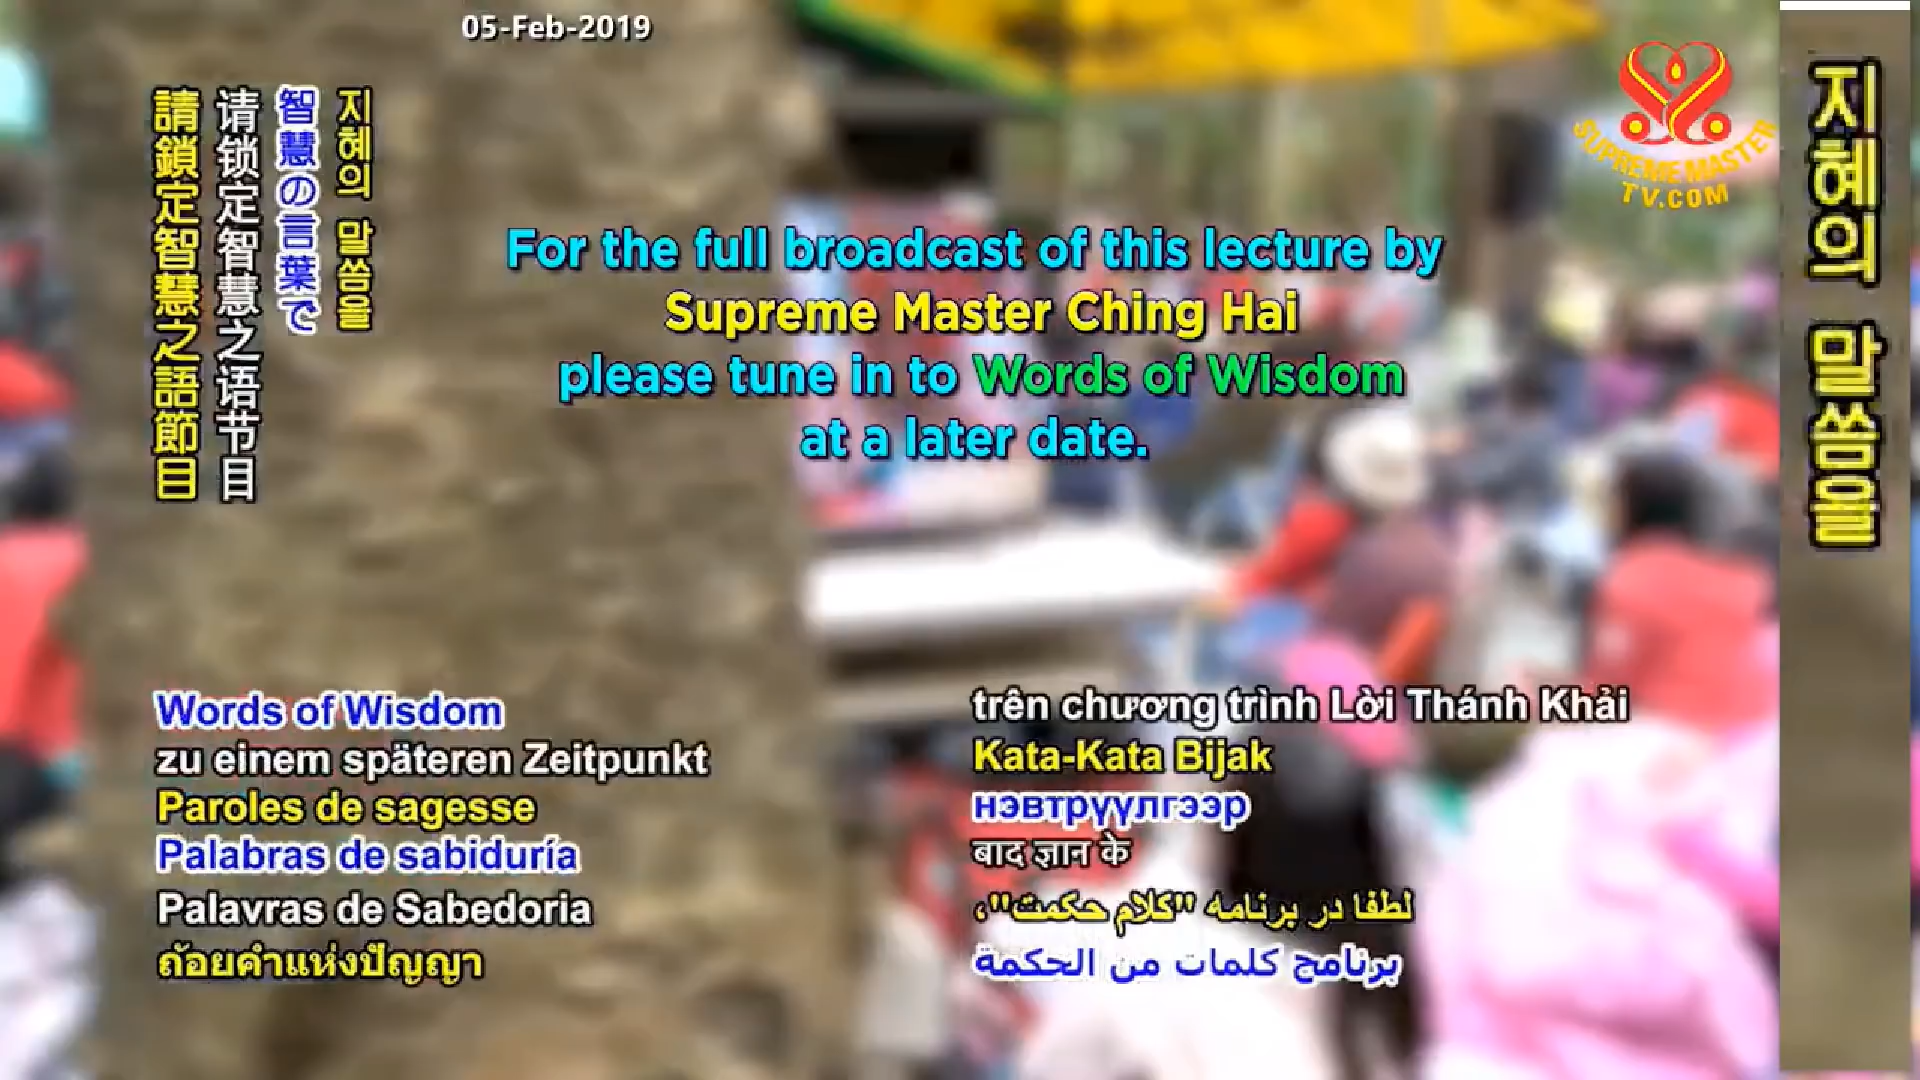 05-Feb-2019
SUPREME MASTER
TV.COM
For the full broadcast of this lecture by
Supreme Master Ching Hai
please tune in to Words of Wisdom
at a later date.
請鎖定智慧之語節目
请锁定智慧之语节目
智慧の言葉で
지혜의 말씀을
지혜의 말씀을
Words of Wisdom
zu einem späteren Zeitpunkt
Paroles de sagesse
Palabras de sabiduría
Palavras de Sabedoria
ถ้อยคำแห่งปัญญา
trên chương trình Lời Thánh Khải
Kata-Kata Bijak
нэвтрүүлгээр
बाद ज्ञान के
لطفا در برنامه "کلام حکمت"،
برنامج كلمات من الحكمة